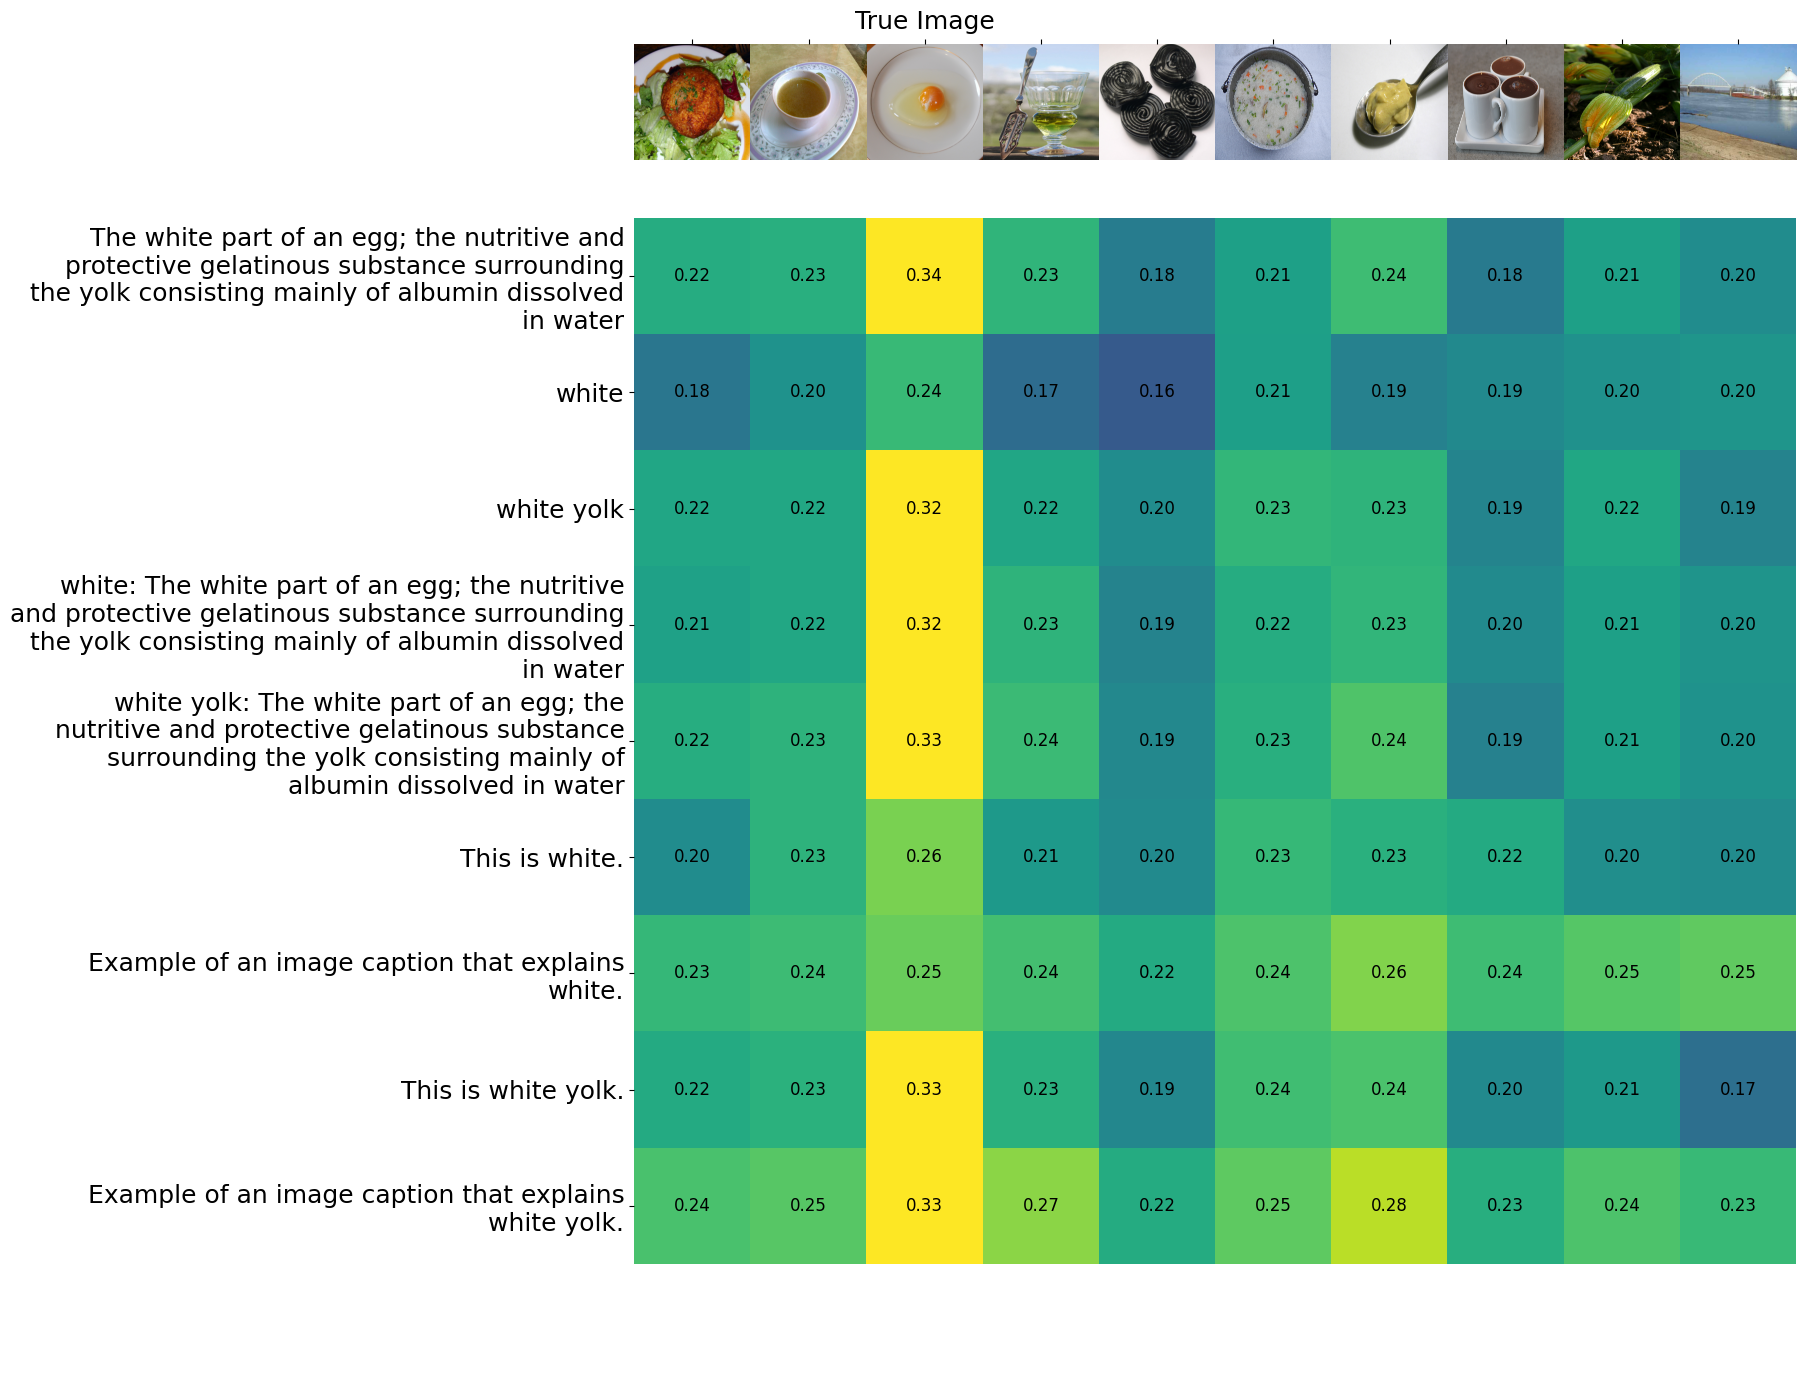 True Image
The white part of an egg; the nutritive and
protective gelatinous substance surrounding
the yolk consisting mainly of albumin dissolved
in water
0.22 0.23 0.34 0.23 0.18 0.21 0.24 0.18 0.21 0.20
white
0.18 0.20 0.24 0.17 0.16 0.21 0.19 0.19 0.20 0.20
white yolk
0.22 0.22 0.32 0.22 0.20 0.23 0.23 0.19 0.22 0.19
white: The white part of an egg; the nutritive
and protective gelatinous substance surrounding
the yolk consisting mainly of albumin dissolved
in water
0.21 0.22 0.32 0.23 0.19 0.22 0.23 0.20 0.21 0.20
white yolk: The white part of an egg; the
nutritive and protective gelatinous substance
surrounding the yolk consisting mainly of
albumin dissolved in water
0.22 0.23 0.33 0.24 0.19 0.23 0.24 0.19 0.21 0.20
This is white.
0.20 0.23 0.26 0.21 0.20 0.23 0.23 0.22 0.20 0.20
Example of an image caption that explains
white.
0.23 0.24 0.25 0.24 0.22 0.24 0.26 0.24 0.25 0.25
This is white yolk.
0.22 0.23 0.33 0.23 0.19 0.24 0.24 0.20 0.21 0.17
Example of an image caption that explains
white yolk.
0.24 0.25 0.33 0.27 0.22 0.25 0.28 0.23 0.24 0.23